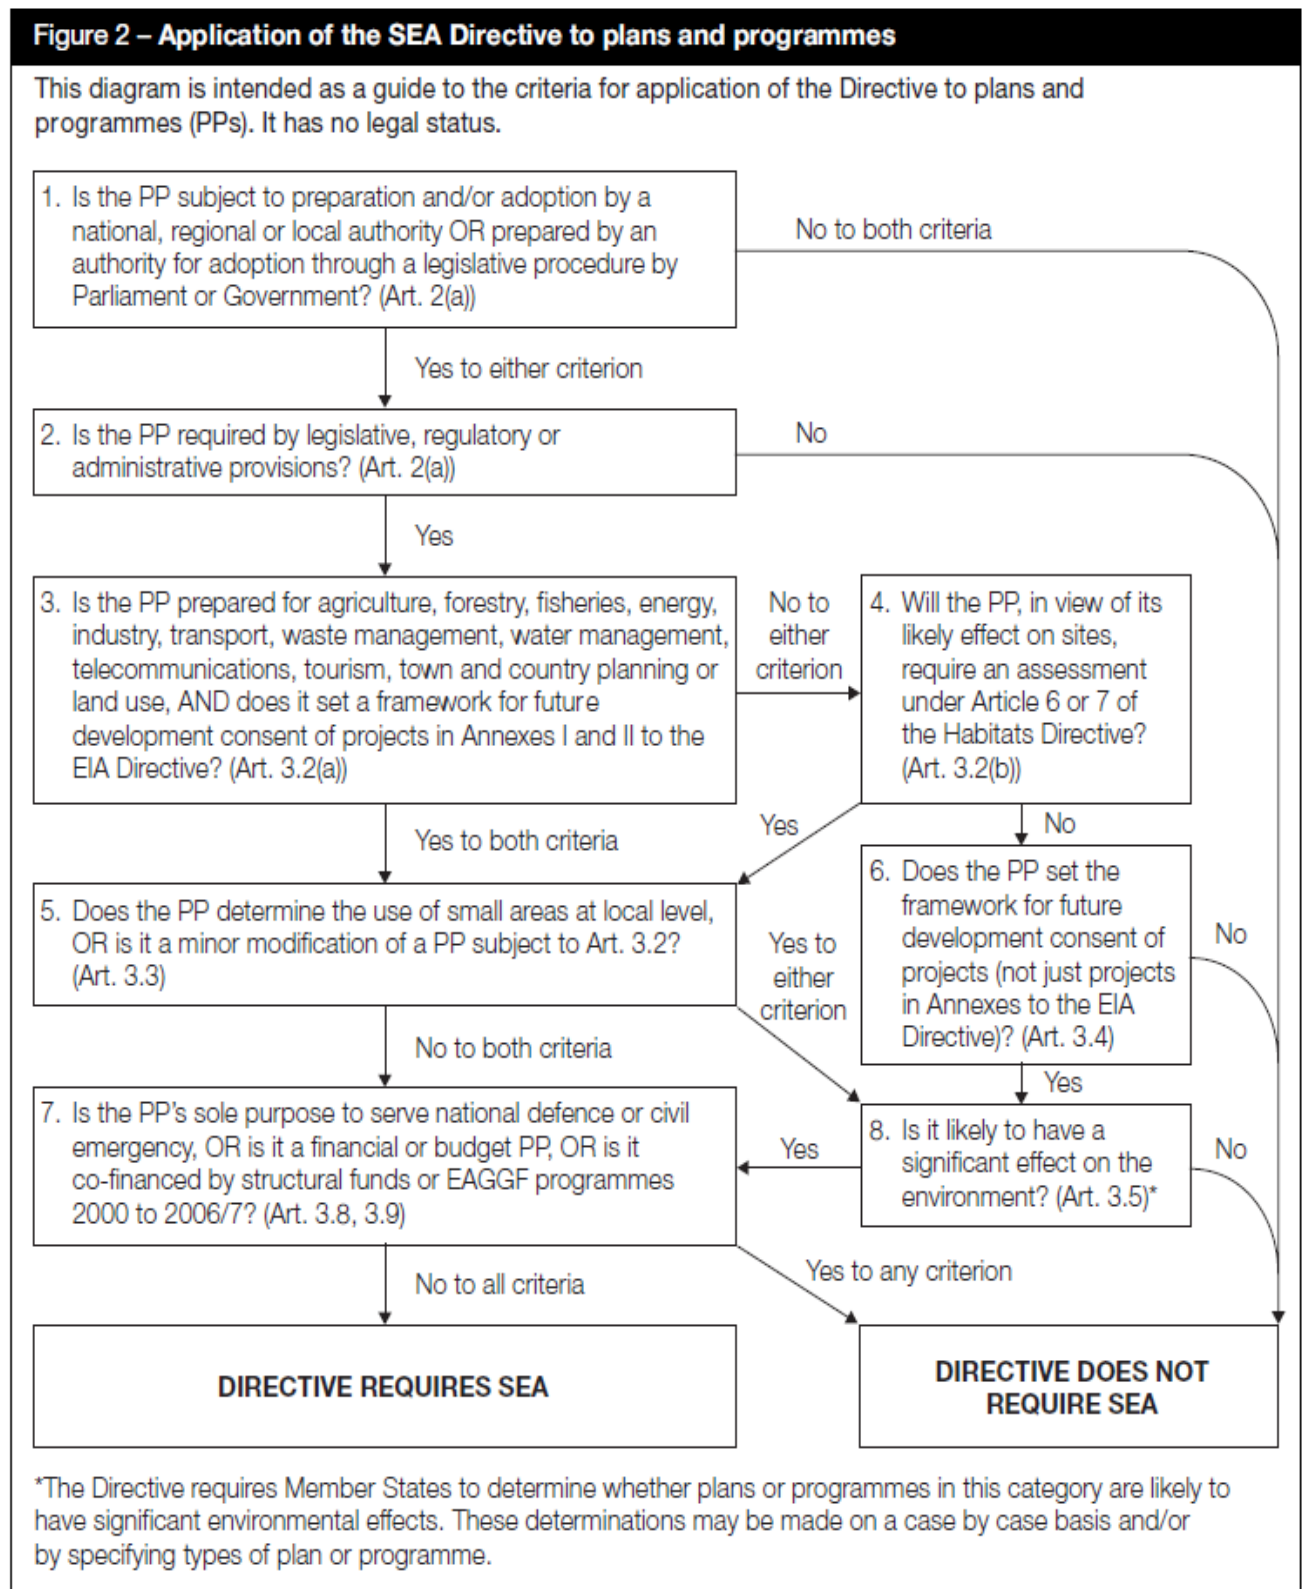 Figure 2 – Application of the SEA Directive to plans and programmes
This diagram is intended as a guide to the criteria for application of the Directive to plans and
programmes (PPs). It has no legal status.
1. Is the PP subject to preparation and/or adoption by a
national, regional or local authority OR prepared by an
authority for adoption through a legislative procedure by
Parliament or Government? (Art. 2(a))
No to both criteria
Yes to either criterion
2. Is the PP required by legislative, regulatory or
administrative provisions? (Art. 2(a))
No
Yes
3. Is the PP prepared for agriculture, forestry, fisheries, energy,
industry, transport, waste management, water management,
telecommunications, tourism, town and country planning or
land use, AND does it set a framework for future
development consent of projects in Annexes I and II to the
EIA Directive? (Art. 3.2(a))
No to
either
criterion
4. Will the PP, in view of its
likely effect on sites,
require an assessment
under Article 6 or 7 of
the Habitats Directive?
(Art. 3.2(b))
Yes
No
Yes to both criteria
5. Does the PP determine the use of small areas at local level,
OR is it a minor modification of a PP subject to Art. 3.2?
(Art. 3.3)
Yes to
either
criterion
6. Does the PP set the
framework for future
development consent of
projects (not just projects
in Annexes to the EIA
Directive)? (Art. 3.4)
No
No to both criteria
Yes
7. Is the PP's sole purpose to serve national defence or civil
emergency, OR is it a financial or budget PP, OR is it
co-financed by structural funds or EAGGF programmes
2000 to 2006/7? (Art. 3.8, 3.9)
Yes
8. Is it likely to have a
significant effect on the
environment? (Art. 3.5)*
No
No to all criteria
Yes to any criterion
DIRECTIVE REQUIRES SEA
DIRECTIVE DOES NOT
REQUIRE SEA
*The Directive requires Member States to determine whether plans or programmes in this category are likely to
have significant environmental effects. These determinations may be made on a case by case basis and/or
by specifying types of plan or programme.